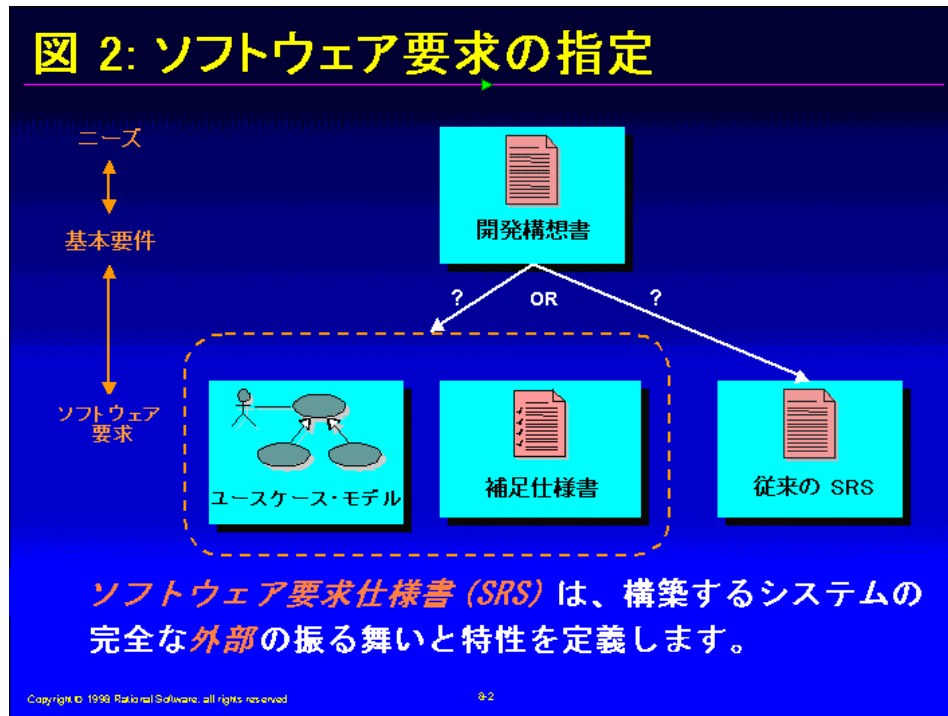 図 2: ソフトウェア要求の指定
ニーズ
基本要件
ソフトウェア
要求
開発構想書
?
OR
?
ユースケース・モデル
補足仕様書
従来の SRS
ソフトウェア要求仕様書 (SRS) は、構築するシステムの
完全な外部の振る舞いと特性を定義します。
Copyright © 1998 Rational Software, all rights reserved
8-2